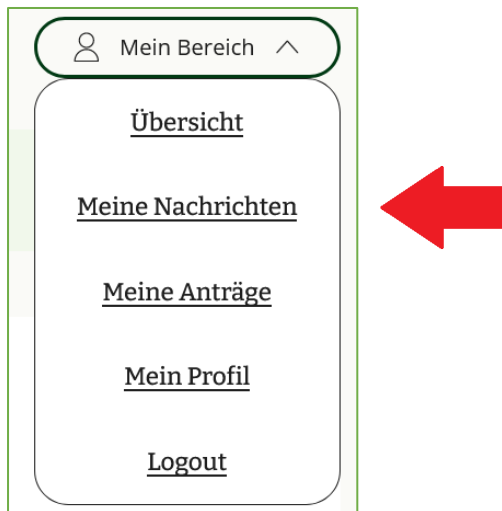 Mein Bereich
Übersicht
Meine Nachrichten
Meine Anträge
Mein Profil
Logout